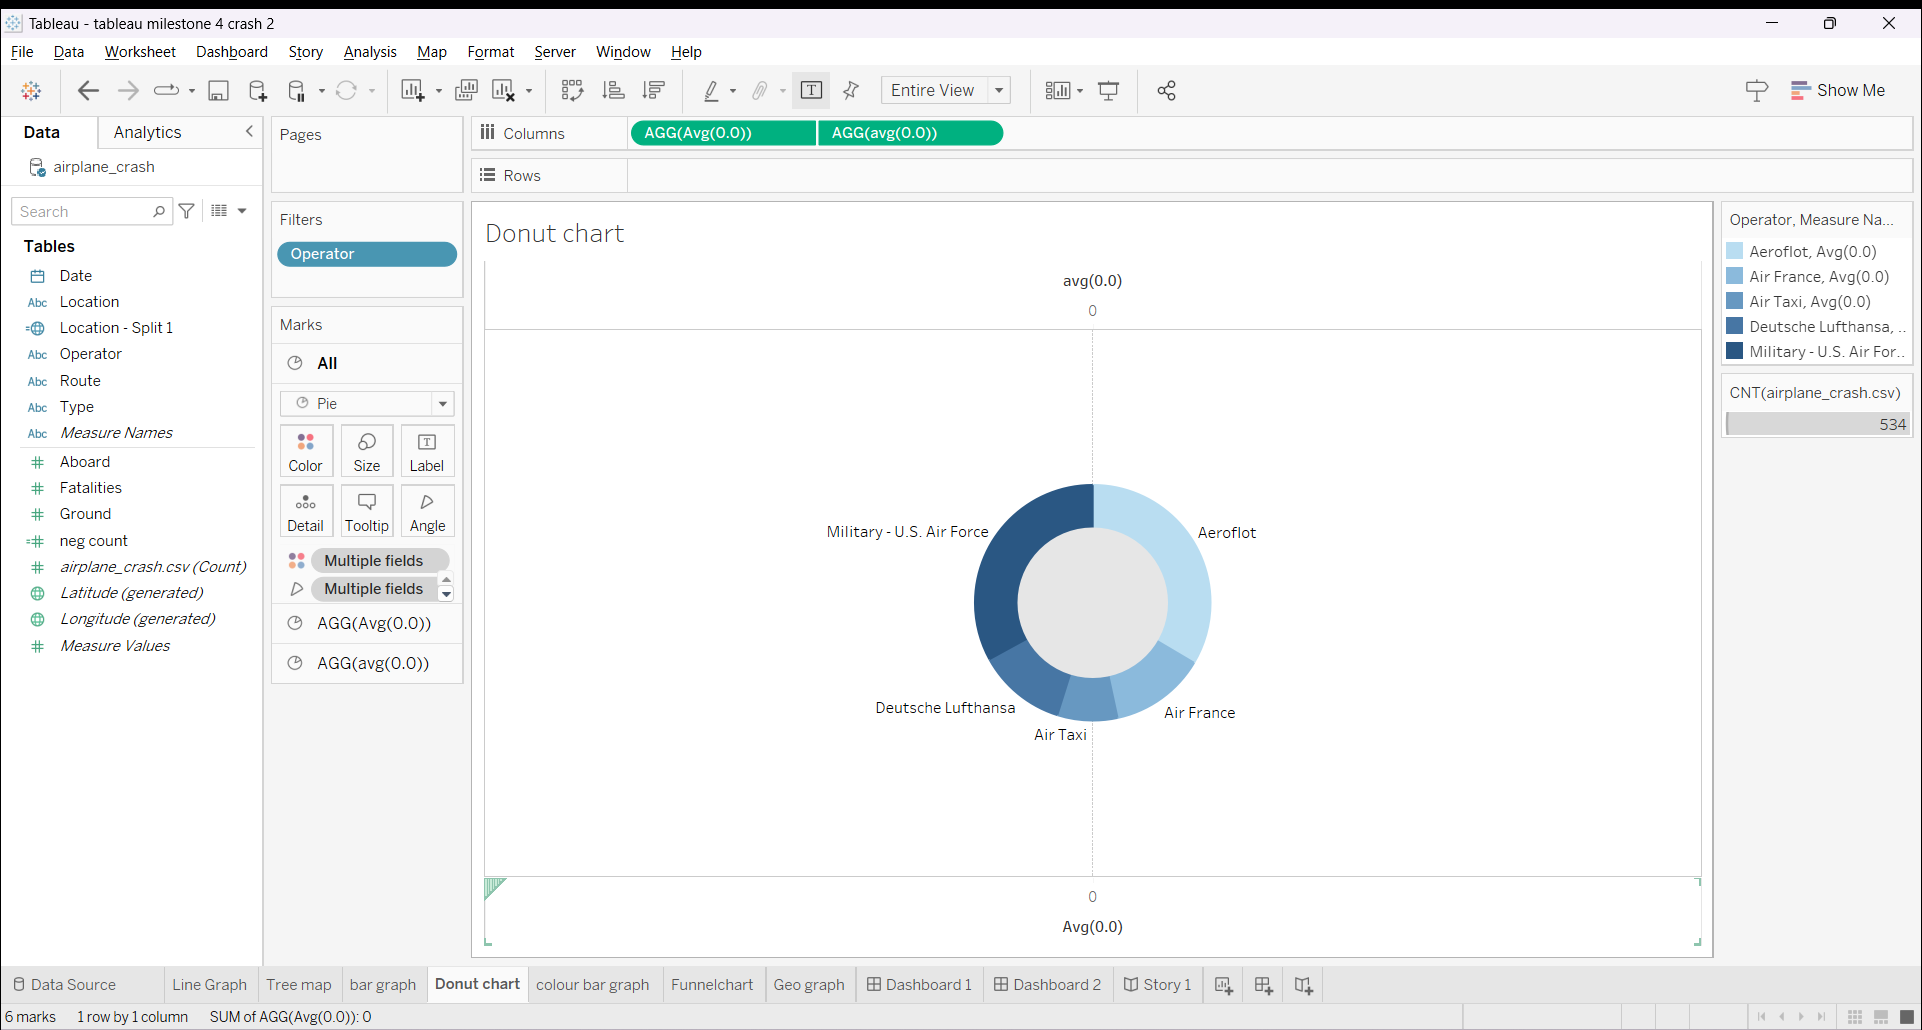 Tableau - tableau milestone 4 crash 2
File Data Worksheet Dashboard Story Analysis Map Format Server Window Help
Entire View
Show Me
Data Analytics
airplane_crash
Search
Tables
Date
Abc Location
Location - Split 1
Abc Operator
Abc Route
Abc Type
Abc Measure Names
Aboard
Fatalities
Ground
neg count
airplane_crash.csv (Count)
Latitude (generated)
Longitude (generated)
Measure Values
Pages
Filters
Operator
Marks
All
Pie
Color Size Label
Detail Tooltip Angle
Multiple fields
Multiple fields
AGG(Avg(0.0))
AGG(avg(0.0))
Columns AGG(Avg(0.0)) AGG(avg(0.0))
Rows
Donut chart
avg(0.0)
0
Military - U.S. Air Force
Aeroflot
Deutsche Lufthansa
Air France
Air Taxi
0
Avg(0.0)
Operator, Measure Na...
Aeroflot, Avg(0.0)
Air France, Avg(0.0)
Air Taxi, Avg(0.0)
Deutsche Lufthansa, ..
Military - U.S. Air For..
CNT(airplane_crash.csv)
534
Data Source Line Graph Tree map bar graph Donut chart colour bar graph Funnelchart Geo graph Dashboard 1 Dashboard 2 Story 1
6 marks 1 row by 1 column SUM of AGG(Avg(0.0)): 0